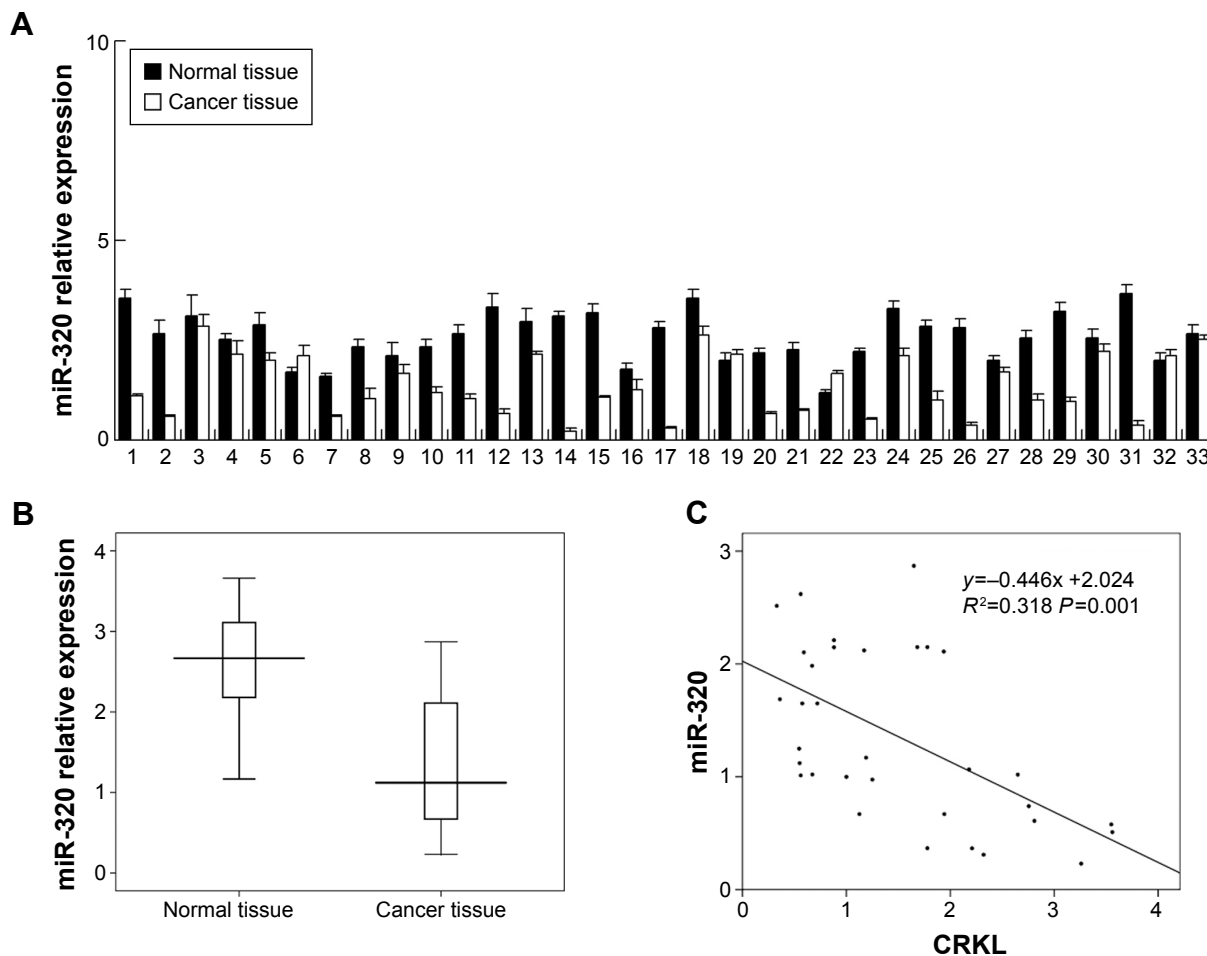 A
miR-320 relative expression
10
5
0
Normal tissue
Cancer tissue
1 2 3 4 5 6 7 8 9 10 11 12 13 14 15 16 17 18 19 20 21 22 23 24 25 26 27 28 29 30 31 32 33
B
miR-320 relative expression
4
3
2
1
0
Normal tissue Cancer tissue
C
miR-320
3
2
1
0
y=–0.446x +2.024
R²=0.318 P=0.001
0 1 2 3 4
CRKL